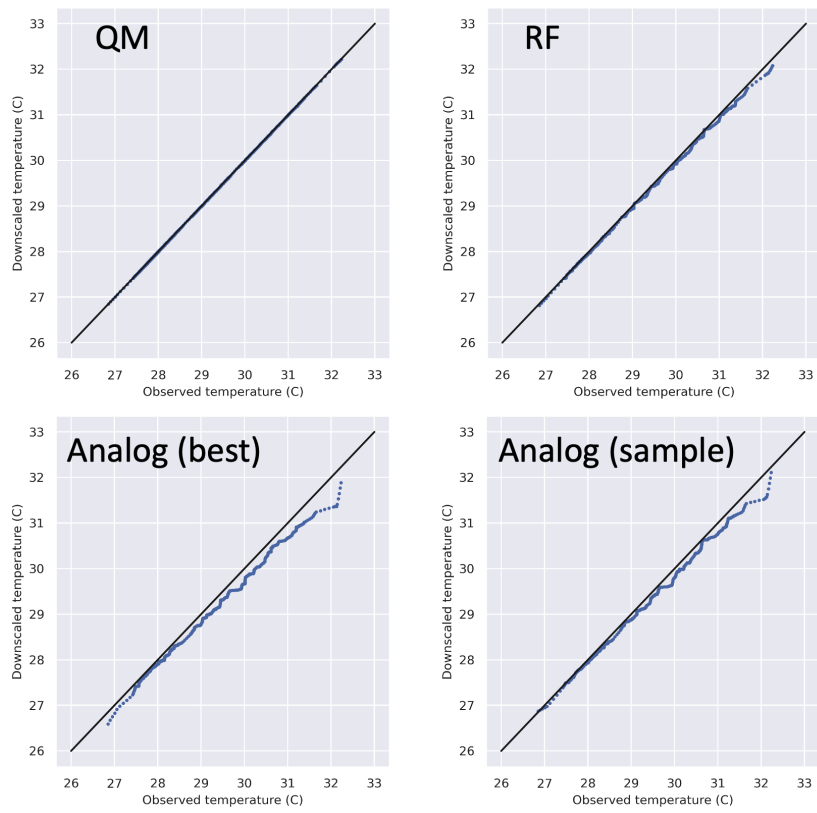 QM
33
32
31
30
29
28
27
26
Downscaled temperature (C)
26 27 28 29 30 31 32 33
Observed temperature (C)
RF
33
32
31
30
29
28
27
26
Downscaled temperature (C)
26 27 28 29 30 31 32 33
Observed temperature (C)
Analog (best)
33
32
31
30
29
28
27
26
Downscaled temperature (C)
26 27 28 29 30 31 32 33
Observed temperature (C)
Analog (sample)
33
32
31
30
29
28
27
26
Downscaled temperature (C)
26 27 28 29 30 31 32 33
Observed temperature (C)